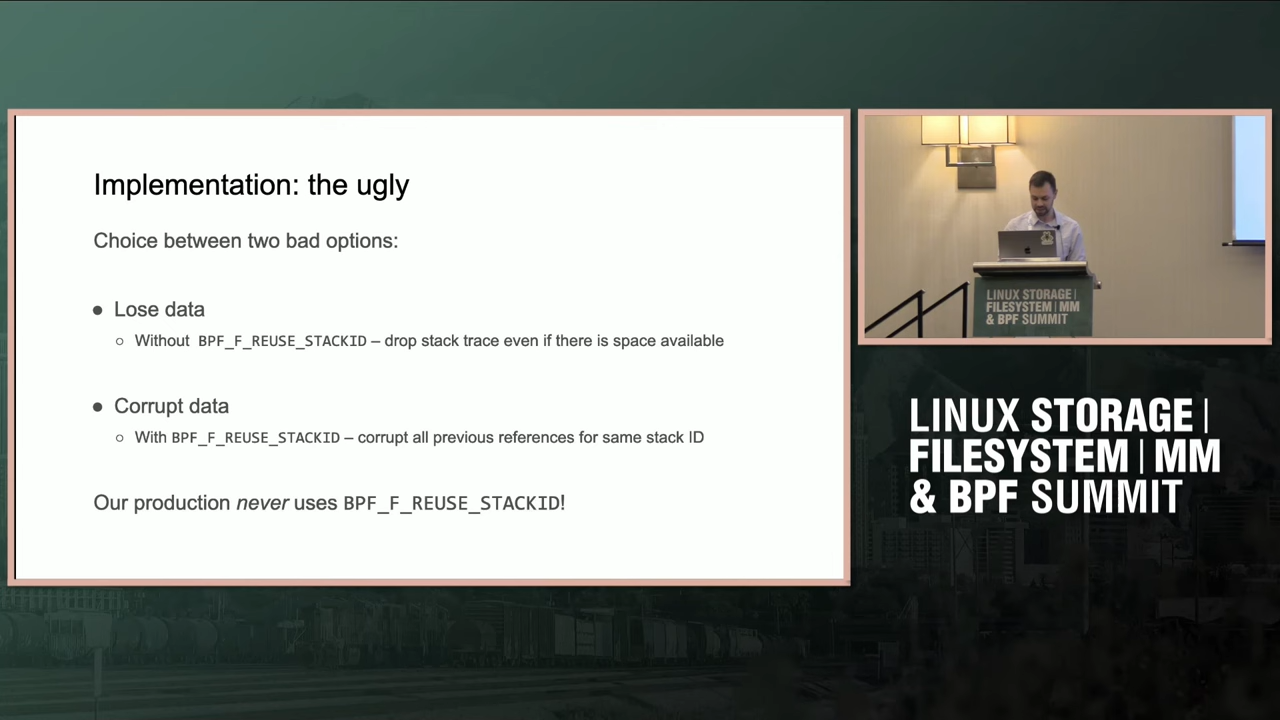 Implementation: the ugly
Choice between two bad options:
● Lose data
○ Without BPF_F_REUSE_STACKID – drop stack trace even if there is space available
● Corrupt data
○ With BPF_F_REUSE_STACKID – corrupt all previous references for same stack ID
Our production never uses BPF_F_REUSE_STACKID!
LINUX STORAGE |
FILESYSTEM | MM
& BPF SUMMIT
LINUX STORAGE |
FILESYSTEM | MM
& BPF SUMMIT